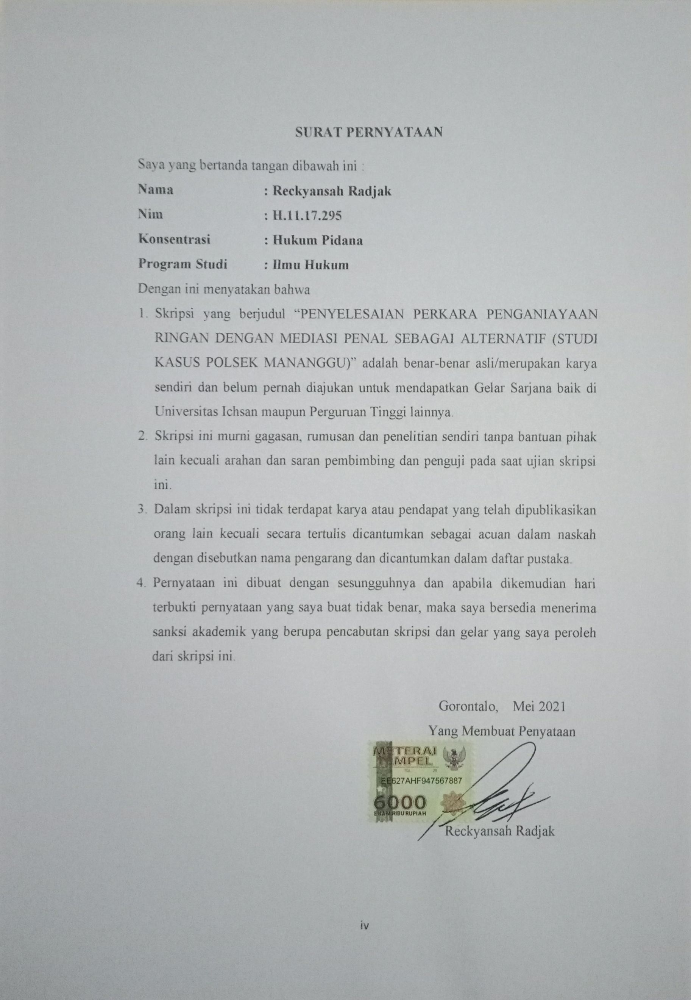 SURAT PERNYATAAN
Saya yang bertanda tangan dibawah ini :
Nama : Reckyansah Radjak
Nim : H.11.17.295
Konsentrasi : Hukum Pidana
Program Studi : Ilmu Hukum
Dengan ini menyatakan bahwa
1. Skripsi yang berjudul “PENYELESAIAN PERKARA PENGANIAYAAN
RINGAN DENGAN MEDIASI PENAL SEBAGAI ALTERNATIF (STUDI
KASUS POLSEK MANANGGU)” adalah benar-benar asli/merupakan karya
sendiri dan belum pernah diajukan untuk mendapatkan Gelar Sarjana baik di
Universitas Ichsan maupun Perguruan Tinggi lainnya.
2. Skripsi ini murni gagasan, rumusan dan penelitian sendiri tanpa bantuan pihak
lain kecuali arahan dan saran pembimbing dan penguji pada saat ujian skripsi
ini.
3. Dalam skripsi ini tidak terdapat karya atau pendapat yang telah dipublikasikan
orang lain kecuali secara tertulis dicantumkan sebagai acuan dalam naskah
dengan disebutkan nama pengarang dan dicantumkan dalam daftar pustaka.
4. Pernyataan ini dibuat dengan sesungguhnya dan apabila dikemudian hari
terbukti pernyataan yang saya buat tidak benar, maka saya bersedia menerima
sanksi akademik yang berupa pencabutan skripsi dan gelar yang saya peroleh
dari skripsi ini.
Gorontalo, Mei 2021
Yang Membuat Penyataan
METERAI
TEMPEL
TGL 20
EE627AHF947567887
6000
ENAM RIBU RUPIAH
Reckyansah Radjak
iv